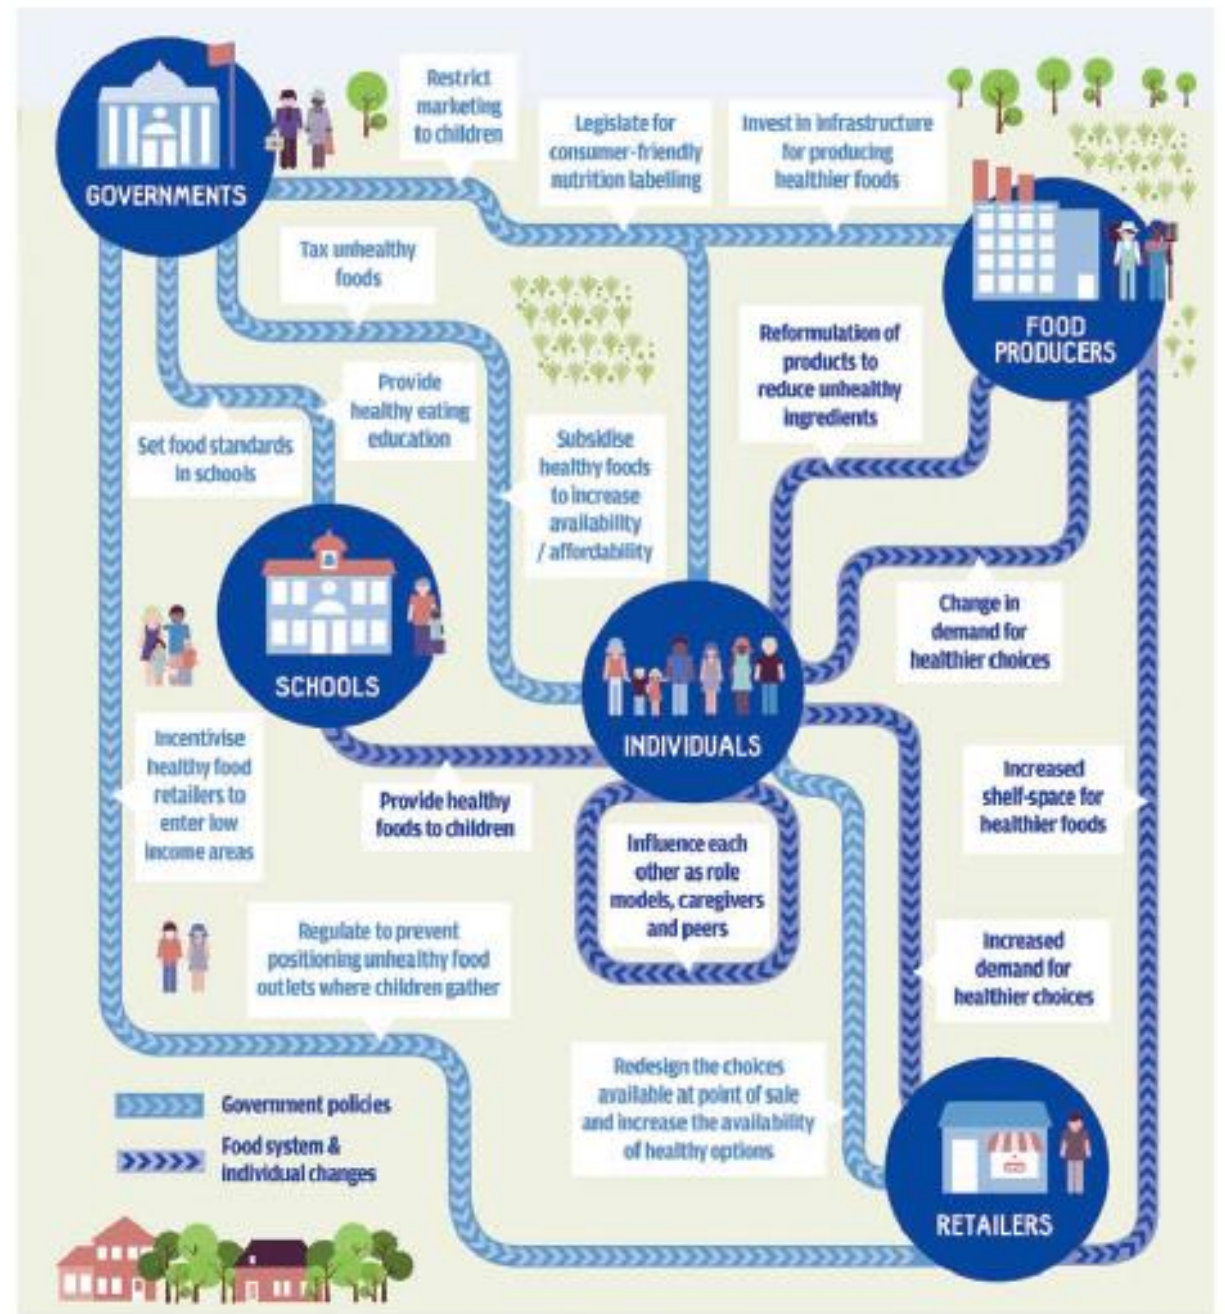 GOVERNMENTS
Restrict
marketing
to children
Legislate for
consumer-friendly
nutrition labelling
Invest in infrastructure
for producing
healthier foods
FOOD
PRODUCERS
Tax unhealthy
foods
Reformulation of
products to
reduce unhealthy
ingredients
Provide
healthy eating
education
Set food standards
in schools
Subsidise
healthy foods
to increase
availability
/ affordability
SCHOOLS
Change in
demand for
healthier choices
INDIVIDUALS
Incentivise
healthy food
retailers to
enter low
income areas
Provide healthy
foods to children
Increased
shelf-space for
healthier foods
Influence each
other as role
models, caregivers
and peers
Regulate to prevent
positioning unhealthy food
outlets where children gather
Increased
demand for
healthier choices
Redesign the choices
available at point of sale
and increase the availability
of healthy options
Government policies
Food system &
individual changes
RETAILERS